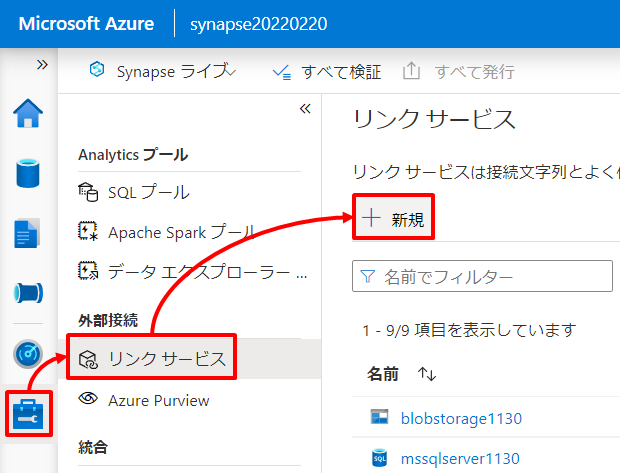 Microsoft Azure
synapse20220220
Synapse ライブ
すべて検証
すべて発行
Analytics プール
SQL プール
Apache Spark プール
データ エクスプローラー ...
外部接続
リンク サービス
Azure Purview
統合
リンク サービス
リンク サービスは接続文字列とよく
新規
名前でフィルター
1 - 9/9 項目を表示しています
名前
blobstorage1130
SQL
mssqlserver1130